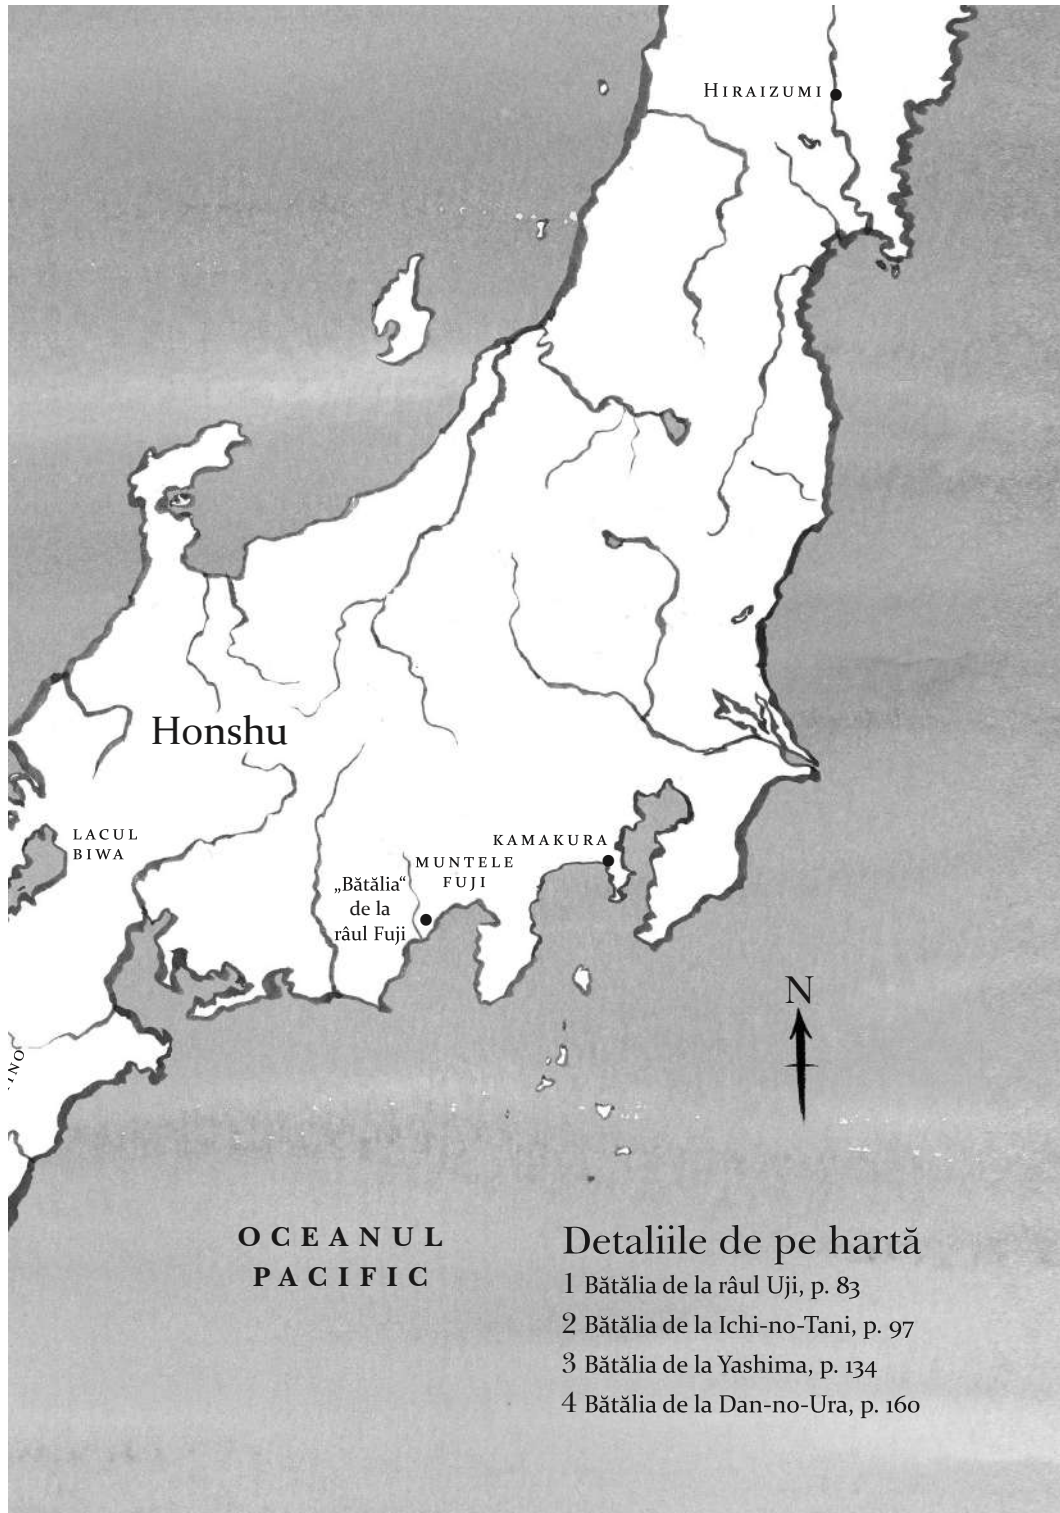 HIRAIZUMI
Honshu
LACUL
BIWA
KAMAKURA
MUNTELE
FUJI
„Bătălia“
de la
râul Fuji
N
OCEANUL
PACIFIC
Detaliile de pe hartă
1 Bătălia de la râul Uji, p. 83
2 Bătălia de la Ichi-no-Tani, p. 97
3 Bătălia de la Yashima, p. 134
4 Bătălia de la Dan-no-Ura, p. 160